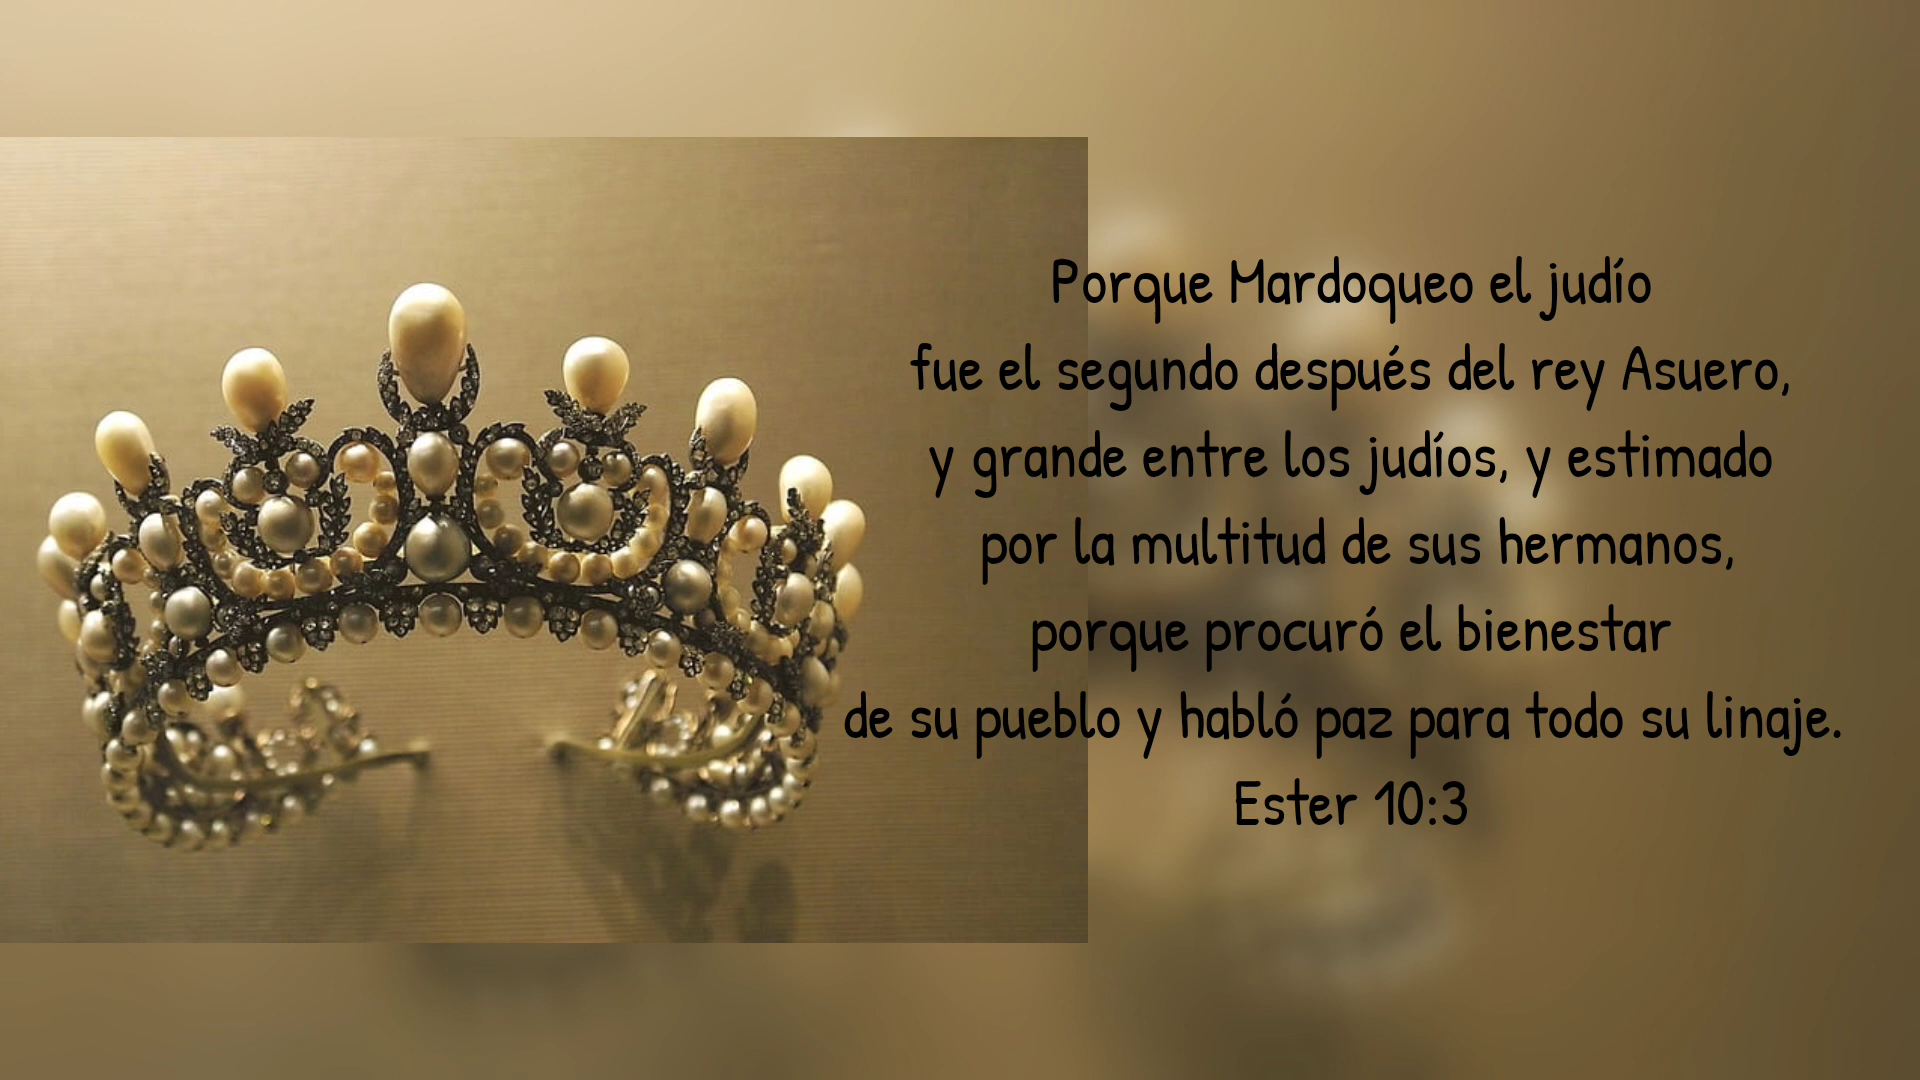 Porque Mardoqueo el judío
fue el segundo después del rey Asuero,
y grande entre los judíos, y estimado
por la multitud de sus hermanos,
porque procuró el bienestar
de su pueblo y habló paz para todo su linaje.
Ester 10:3